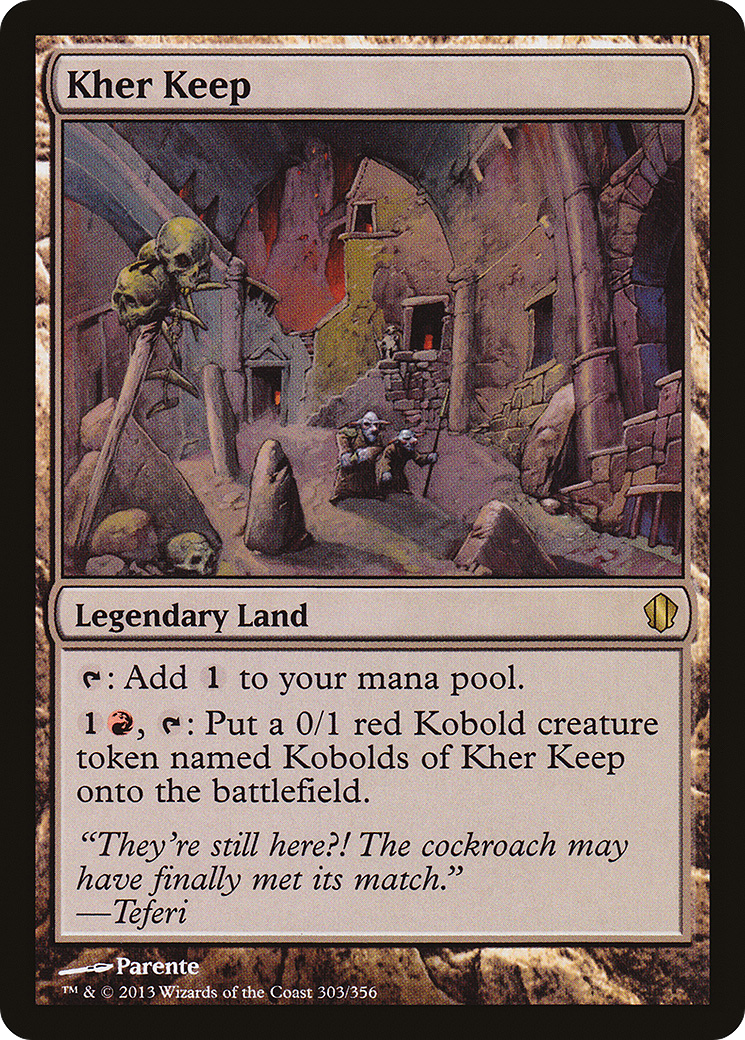 Kher Keep
Legendary Land
: Add 1 to your mana pool.
1, : Put a 0/1 red Kobold creature
token named Kobolds of Kher Keep
onto the battlefield.
“They’re still here?! The cockroach may
have finally met its match.”
—Teferi
Parente
™ & © 2013 Wizards of the Coast 303/356